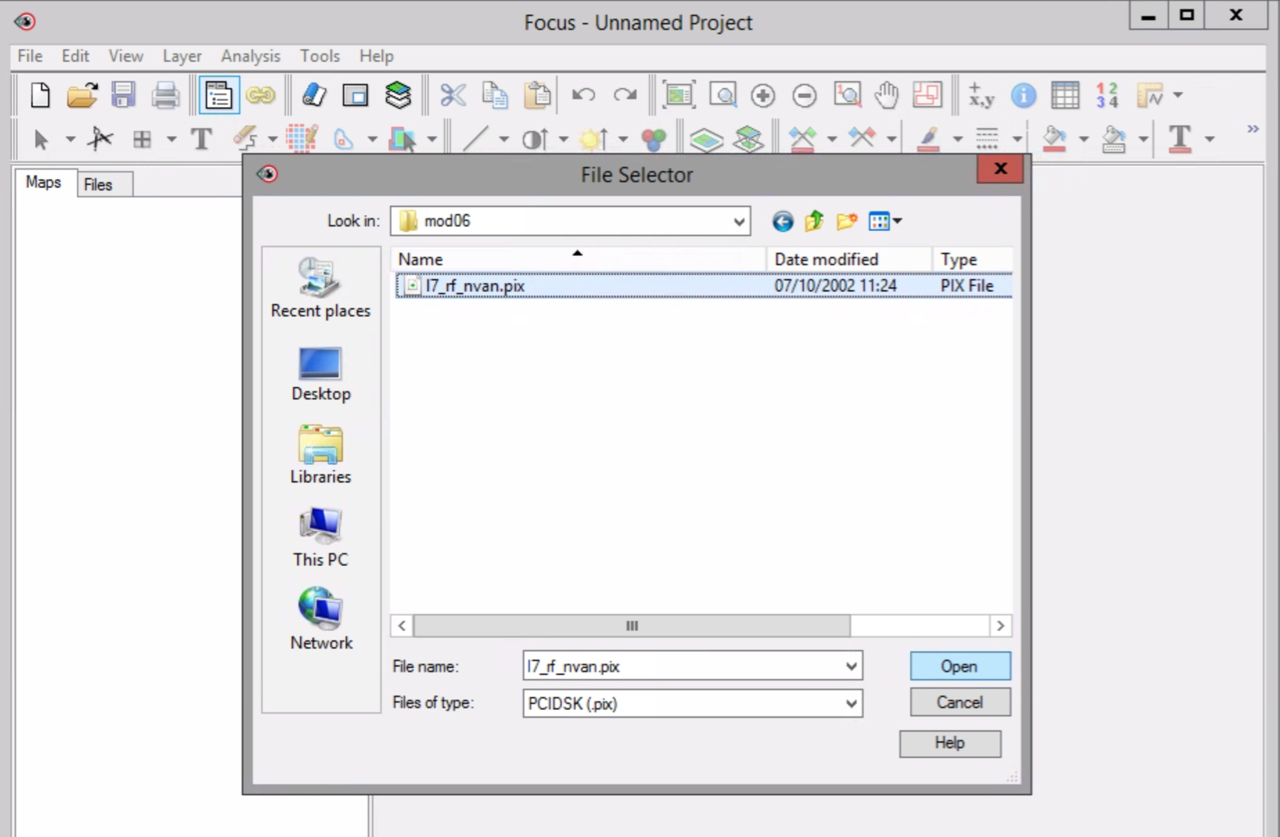 Focus - Unnamed Project
File Edit View Layer Analysis Tools Help
+ x,y
1 2
3 4
T
T
»
Maps Files
File Selector
Look in: mod06
Name Date modified Type
l7_rf_nvan.pix 07/10/2002 11:24 PIX File
Recent places
Desktop
Libraries
This PC
Network
File name: l7_rf_nvan.pix Open
Files of type: PCIDSK (.pix) Cancel
Help